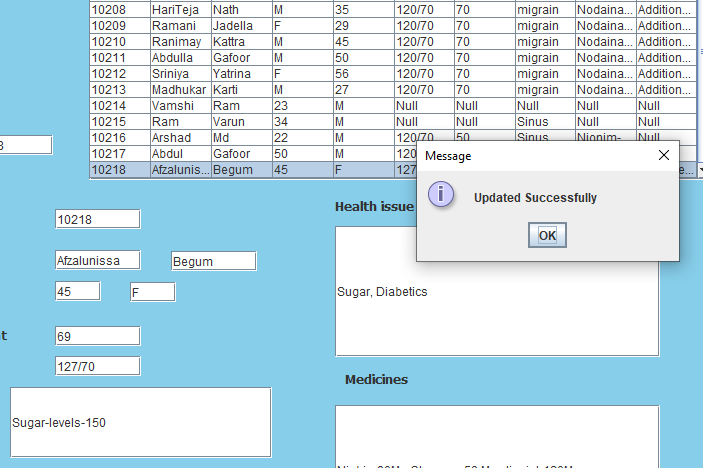 10208 HariTeja Nath M 35 120/70 70 migrain Nodaina... Addition...
10209 Ramani Jadella F 29 120/70 70 migrain Nodaina... Addition...
10210 Ranimay Kattra M 45 120/70 70 migrain Nodaina... Addition...
10211 Abdulla Gafoor M 50 120/70 70 migrain Nodaina... Addition...
10212 Sriniya Yatrina F 56 120/70 70 migrain Nodaina... Addition...
10213 Madhukar Karti M 27 120/70 70 migrain Nodaina... Addition...
10214 Vamshi Ram 23 M Null Null Null Null Null
10215 Ram Varun 34 M Null Null Sinus Null Null
10216 Arshad Md 22 M 120/70 50 Sinus Nionim- Null
10217 Abdul Gafoor 50 M 120
10218 Afzalunis... Begum 45 F 127
Message
Updated Successfully
OK
10218
Health issue
Afzalunissa Begum
45 F
Sugar, Diabetics
69
127/70
Medicines
Sugar-levels-150